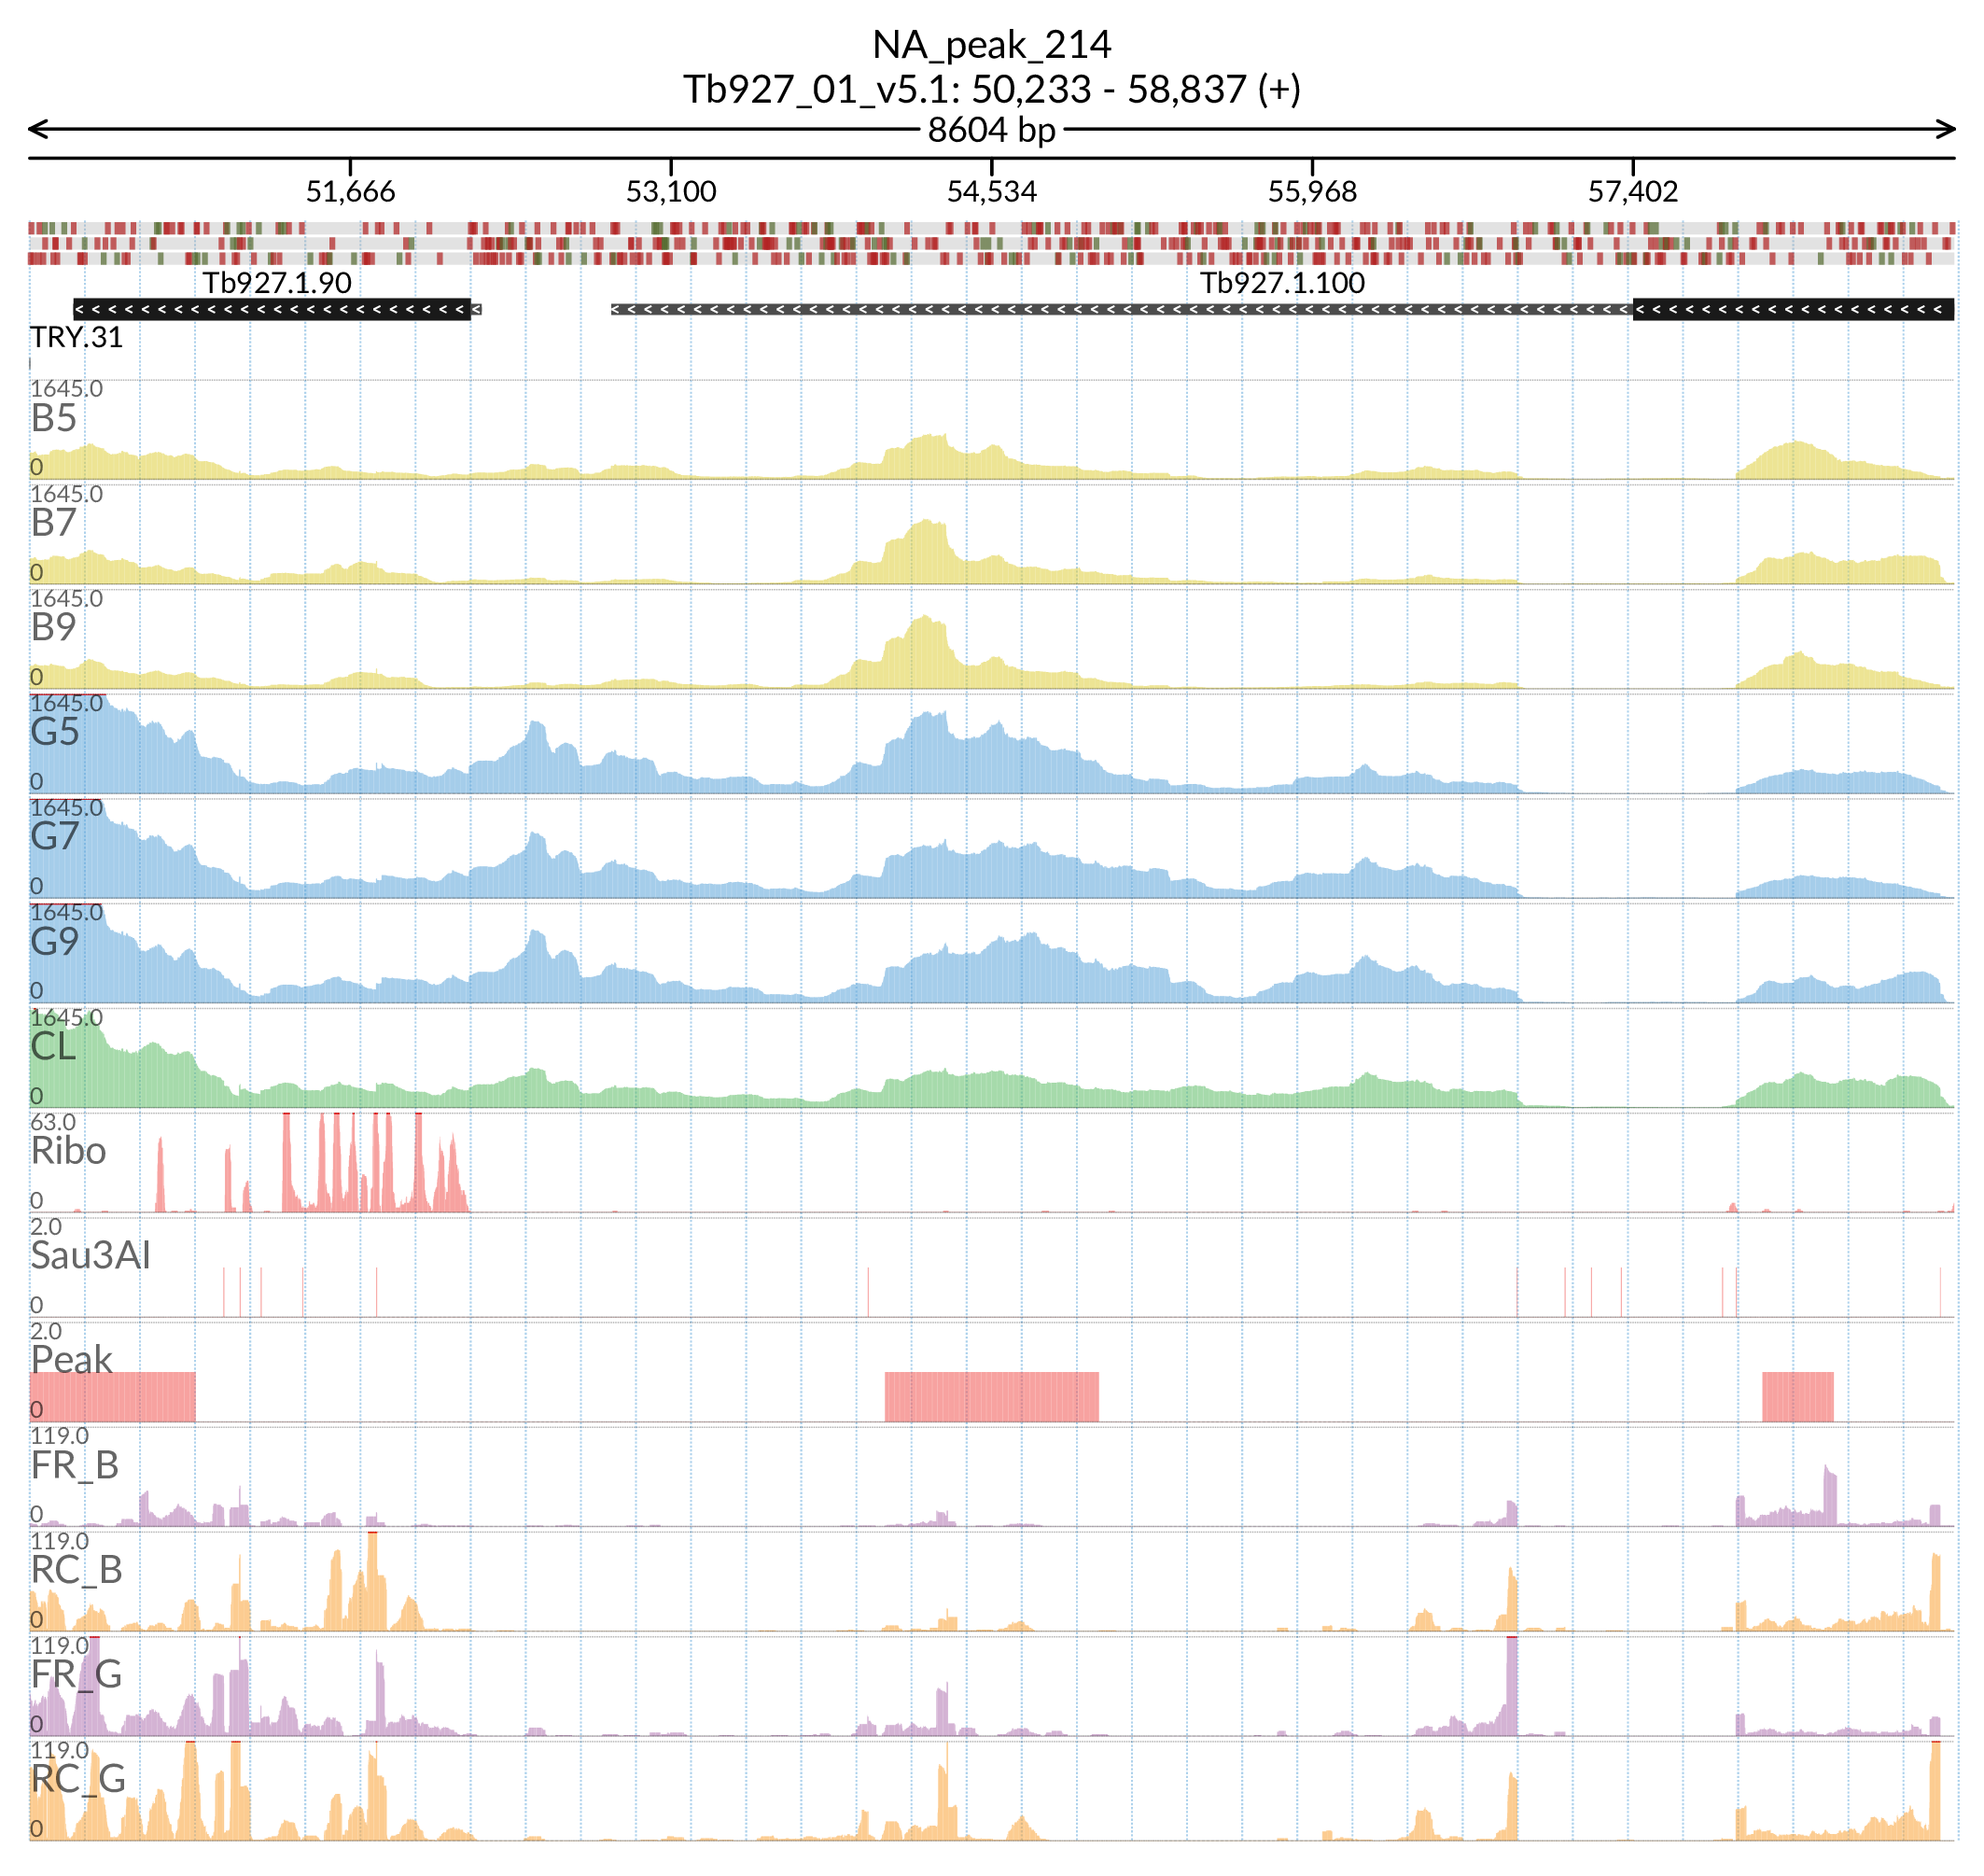 NA_peak_214
Tb927_01_v5.1: 50,233 - 58,837 (+)
8604 bp
51,666 53,100 54,534 55,968 57,402
Tb927.1.90 Tb927.1.100
TRY.31
1645.0
B5
0
1645.0
B7
0
1645.0
B9
0
1645.0
G5
0
1645.0
G7
0
1645.0
G9
0
1645.0
CL
0
63.0
Ribo
0
2.0
Sau3AI
0
2.0
Peak
0
119.0
FR_B
0
119.0
RC_B
0
119.0
FR_G
0
119.0
RC_G
0